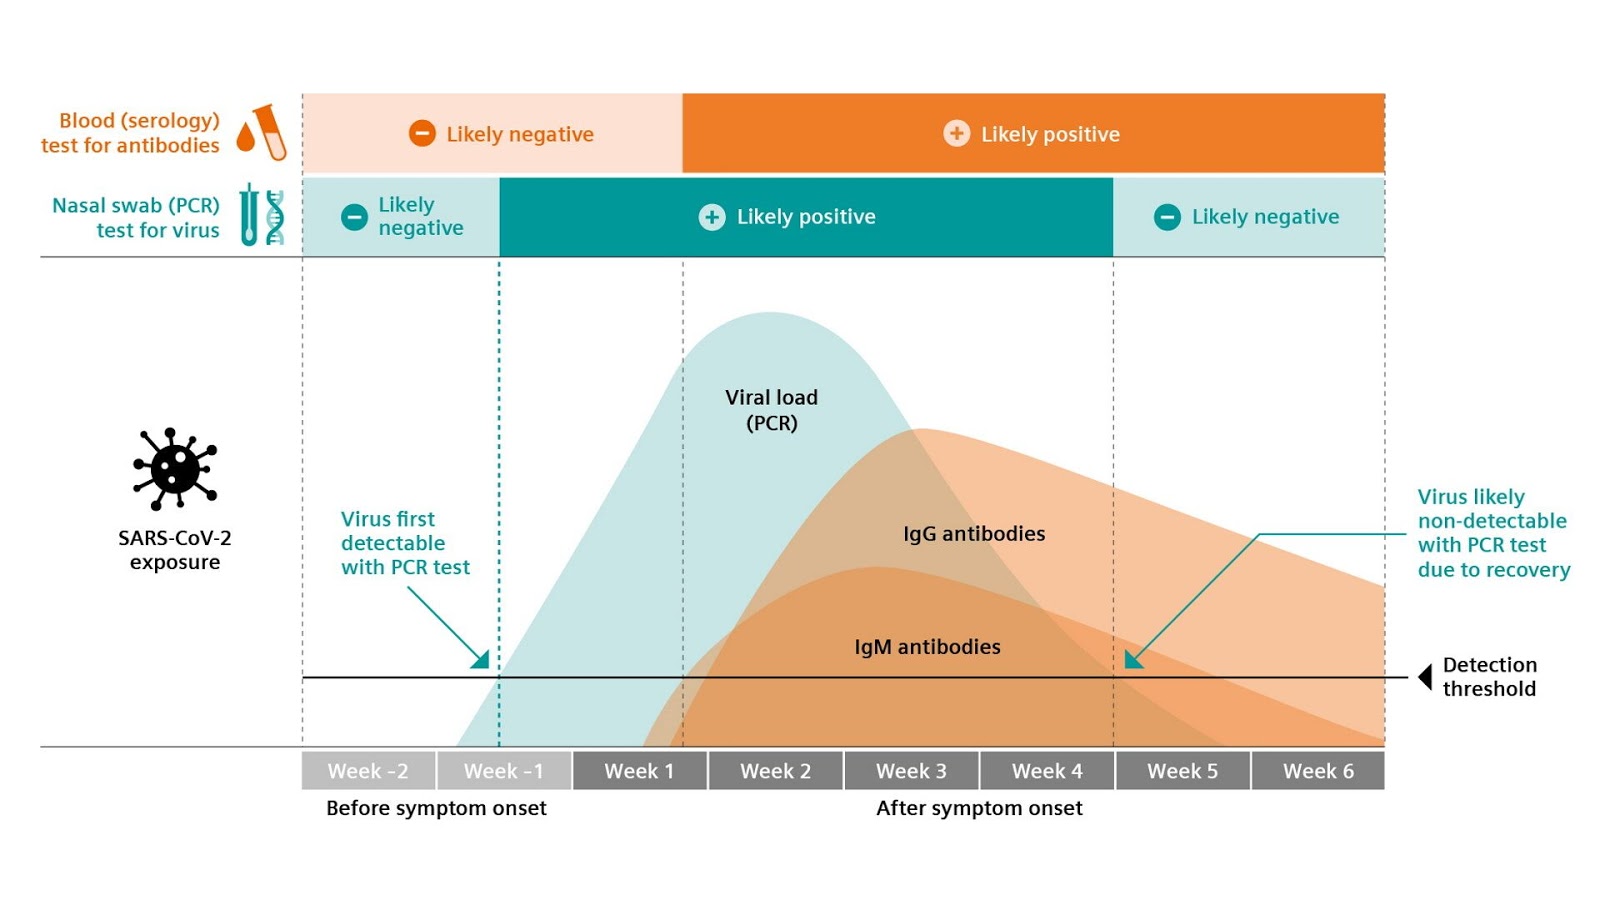 Blood (serology)
test for antibodies
Likely negative
Likely positive
Nasal swab (PCR)
test for virus
Likely
negative
Likely positive
Likely negative
Viral load
(PCR)
SARS-CoV-2
exposure
Virus first
detectable
with PCR test
IgG antibodies
IgM antibodies
Virus likely
non-detectable
with PCR test
due to recovery
Detection
threshold
Week -2
Week -1
Week 1
Week 2
Week 3
Week 4
Week 5
Week 6
Before symptom onset
After symptom onset